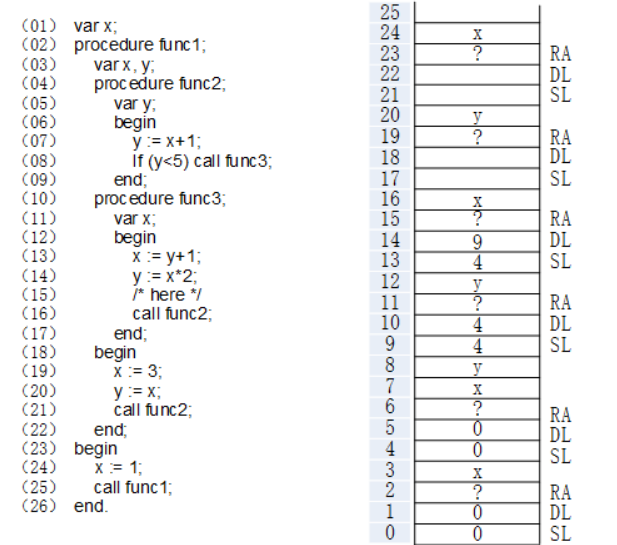 (01) var x;
(02) procedure func1;
(03) var x, y;
(04) procedure func2;
(05) var y;
(06) begin
(07) y := x+1;
(08) If (y<5) call func3;
(09) end;
(10) procedure func3;
(11) var x;
(12) begin
(13) x := y+1;
(14) y := x*2;
(15) /* here */
(16) call func2;
(17) end;
(18) begin
(19) x := 3;
(20) y := x;
(21) call func2;
(22) end;
(23) begin
(24) x := 1;
(25) call func1;
(26) end.
25
24 x
23 ? RA
22 DL
21 SL
20 y
19 ? RA
18 DL
17 SL
16 x
15 ? RA
14 9 DL
13 4 SL
12 y
11 ? RA
10 4 DL
9 4 SL
8 y
7 x
6 ? RA
5 0 DL
4 0 SL
3 x
2 ? RA
1 0 DL
0 0 SL